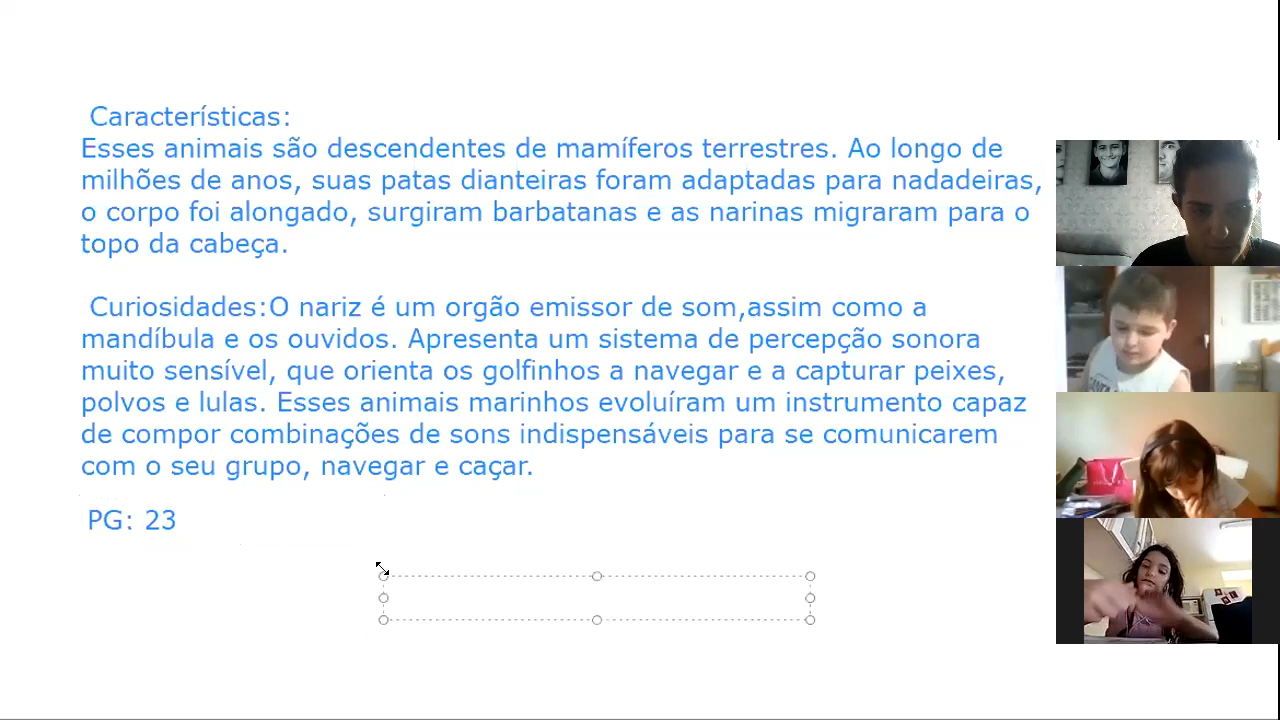 Características:
Esses animais são descendentes de mamíferos terrestres. Ao longo de
milhões de anos, suas patas dianteiras foram adaptadas para nadadeiras,
o corpo foi alongado, surgiram barbatanas e as narinas migraram para o
topo da cabeça.
Curiosidades:O nariz é um orgão emissor de som,assim como a
mandíbula e os ouvidos. Apresenta um sistema de percepção sonora
muito sensível, que orienta os golfinhos a navegar e a capturar peixes,
polvos e lulas. Esses animais marinhos evoluíram um instrumento capaz
de compor combinações de sons indispensáveis para se comunicarem
com o seu grupo, navegar e caçar.
PG: 23